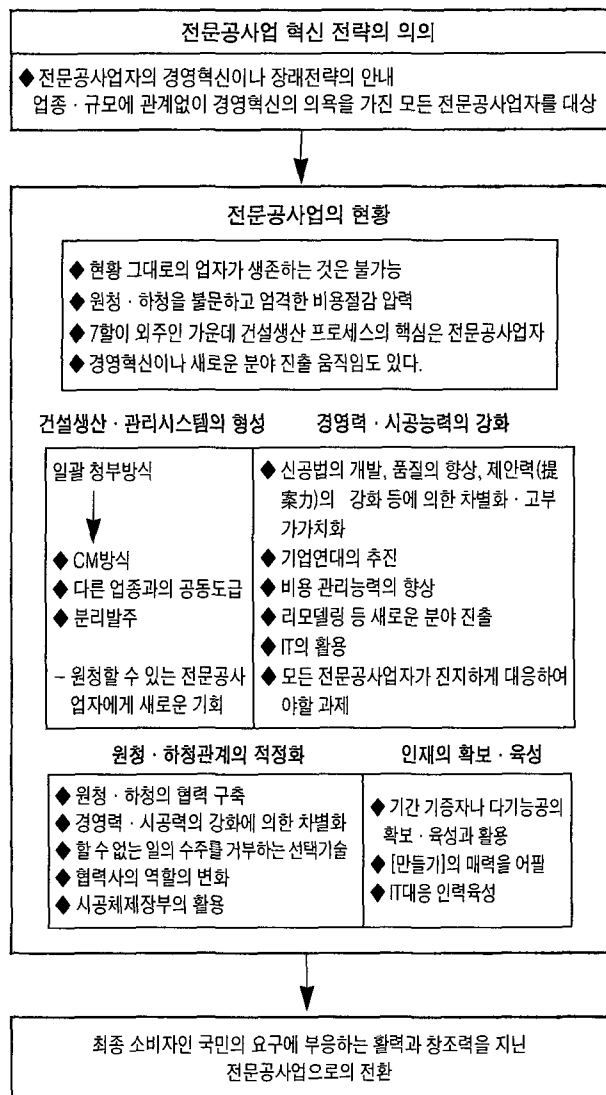 전문공사업 혁신 전략의 의의
◆ 전문공사업자의 경영혁신이나 장래전략의 안내
업종 · 규모에 관계없이 경영혁신의 의욕을 가진 모든 전문공사업자를 대상
전문공사업의 현황
◆ 현황 그대로의 업자가 생존하는 것은 불가능
◆ 원청 · 하청을 불문하고 엄격한 비용절감 압력
◆ 7할이 외주인 가운데 건설생산 프로세스의 핵심은 전문공사업자
◆ 경영혁신이나 새로운 분야 진출 움직임도 있다.
건설생산 · 관리시스템의 형성
일괄 청부방식
◆ CM방식
◆ 다른 업종과의 공동도급
◆ 분리발주
– 원청할 수 있는 전문공사
업자에게 새로운 기회
경영력 · 시공능력의 강화
◆ 신공법의 개발, 품질의 향상, 제안력(提
案力)의 강화 등에 의한 차별화 · 고부
가가치화
◆ 기업연대의 추진
◆ 비용 관리능력의 향상
◆ 리모델링 등 새로운 분야 진출
◆ IT의 활용
◆ 모든 전문공사업자가 진지하게 대응하여
야할 과제
원청 · 하청관계의 적정화
◆ 원청 · 하청의 협력 구축
◆ 경영력 · 시공력의 강화에 의한 차별화
◆ 할 수 없는 일의 수주를 거부하는 선택기술
◆ 협력사의 역할의 변화
◆ 시공체제장부의 활용
인재의 확보 · 육성
◆ 기간 기증자나 다기능공의
확보 · 육성과 활용
◆ [만들기]의 매력을 어필
◆ IT대응 인력육성
최종 소비자인 국민의 요구에 부응하는 활력과 창조력을 지닌
전문공사업으로의 전환